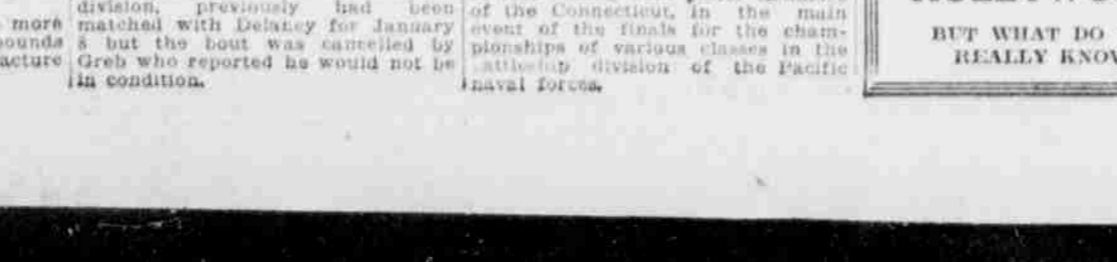 more
pounds
acture
division, previously had been
matched with Delaney for January
8 but the bout was cancelled by
Greb who reported he would not be
in condition.
of the Connecticut, in the main
event of the finals for the cham-
pionships of various classes in the
division of the Pacific
naval forces.
BUT WHAT DO
REALLY KNOW